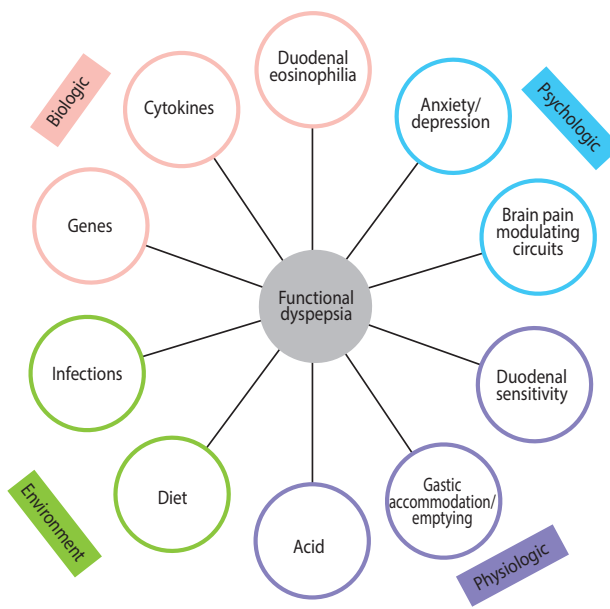 Duodenal
eosinophilia
Biologic
Cytokines
Anxiety/
depression
Psychologic
Genes
Brain pain
modulating
circuits
Functional
dyspepsia
Infections
Duodenal
sensitivity
Environment
Diet
Acid
Gastic
accommodation/
emptying
Physiologic